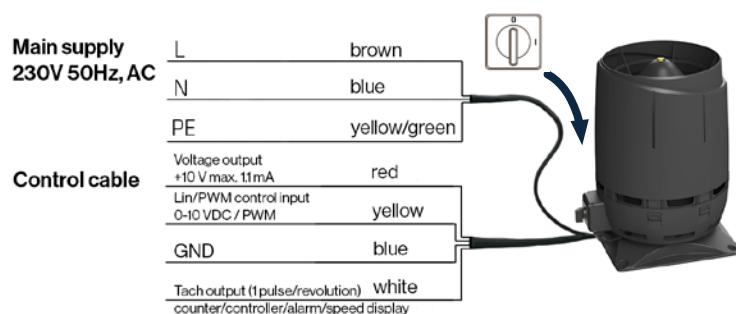 Main supply
230V 50Hz, AC
L brown
N blue
PE yellow/green
Control cable
Voltage output
+10 V max. 1.1 mA red
Lin/PWM control input
0-10 VDC / PWM yellow
GND blue
Tach output (1 pulse/revolution) white
counter/controller/alarm/speed display
0
I